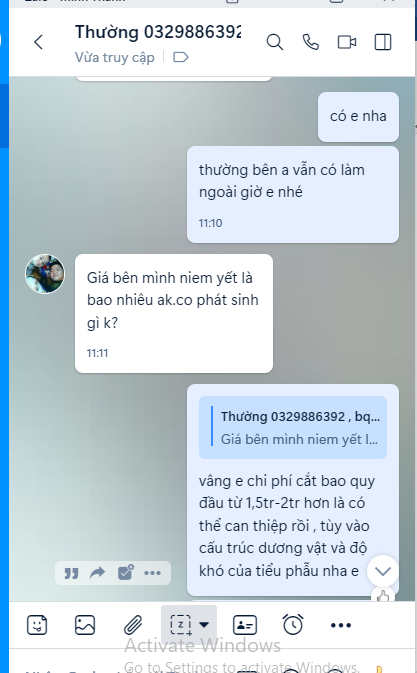 Thường 0329886392
Vừa truy cập
có e nha
thường bên a vẫn có làm
ngoài giờ e nhé
11:10
Giá bên mình niem yết là
bao nhiêu ak.co phát sinh
gì k?
11:11
Thường 0329886392 , bq...
Giá bên mình niem yết l...
vâng e chi phí cắt bao quy
đầu từ 1,5tr-2tr hơn là có
thể can thiệp rồi , tùy vào
cấu trúc dương vật và độ
khó của tiểu phẫu nha e
Activate Windows
Go to Settings to activate Windows.